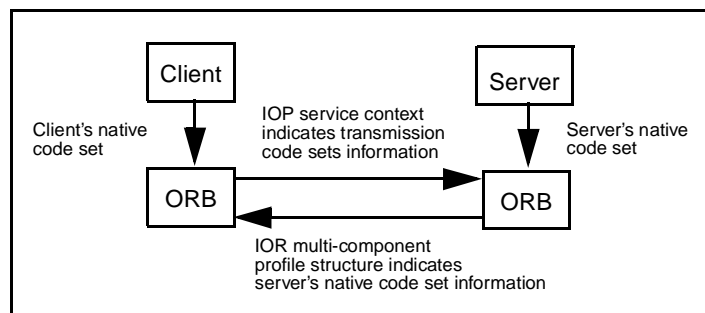 Client
Server
Client's native
code set
IOP service context
indicates transmission
code sets information
Server's native
code set
ORB
ORB
IOR multi-component
profile structure indicates
server's native code set information